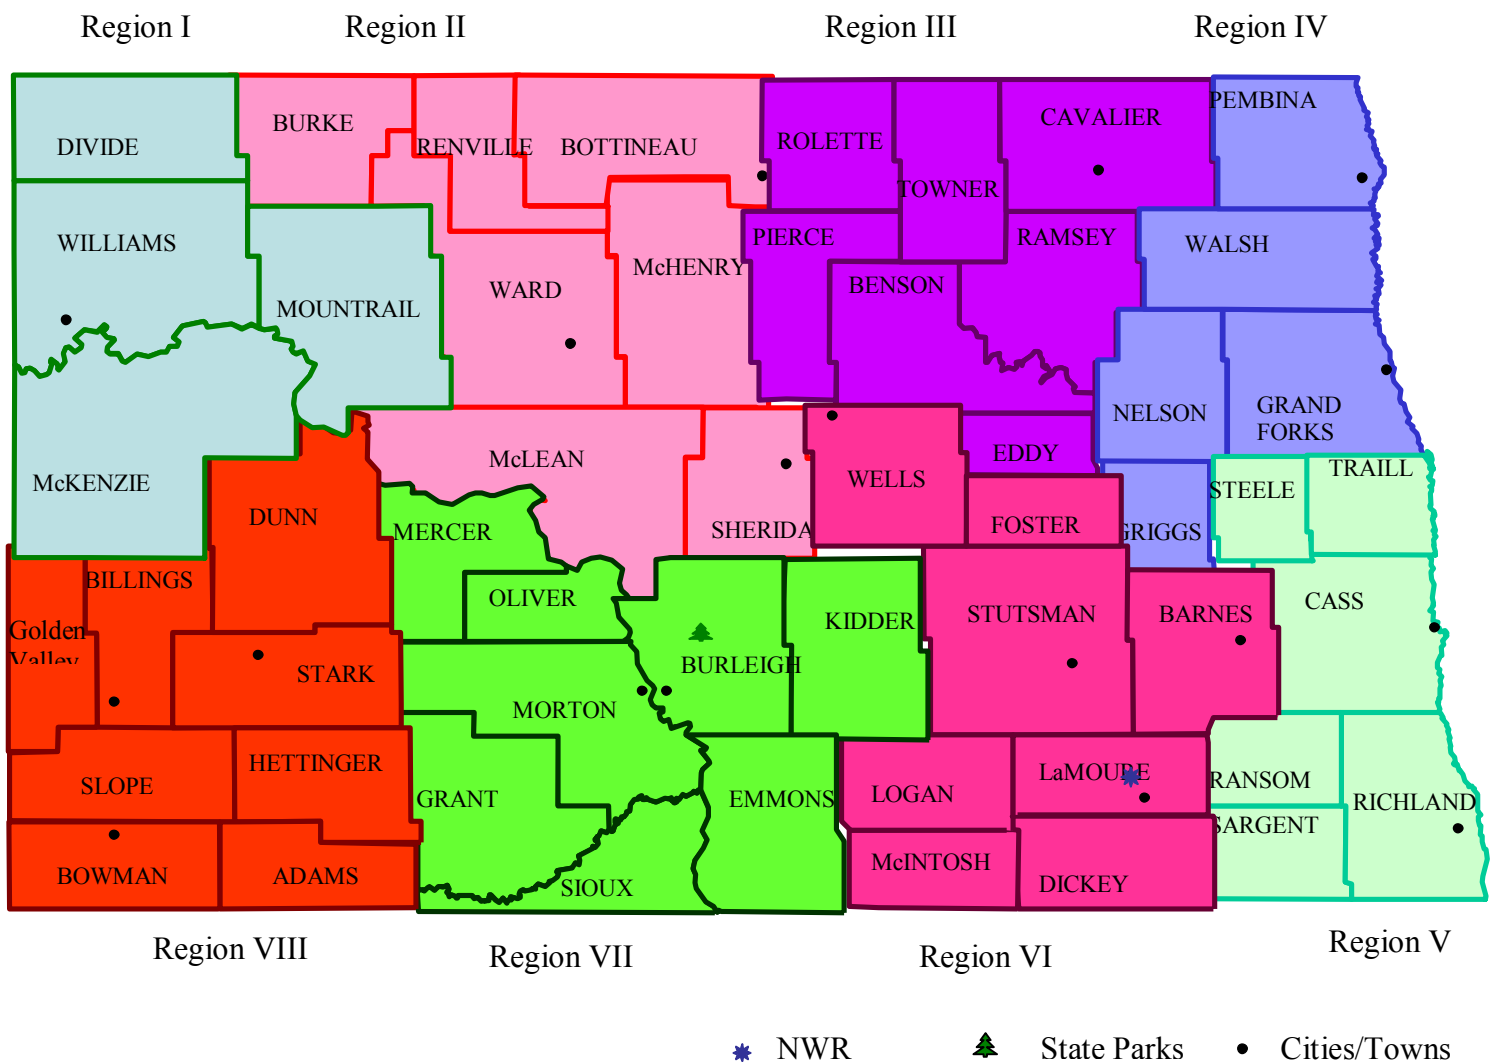 Region I
Region II
Region III
Region IV
PEMBINA
CAVALIER
BURKE
ROLETTE
DIVIDE
RENVILLE
BOTTINEAU
TOWNER
WILLIAMS
PIERCE
RAMSEY
WALSH
McHENRY
BENSON
WARD
MOUNTRAIL
NELSON
GRAND
FORKS
McLEAN
EDDY
TRAILL
McKENZIE
WELLS
STEELE
DUNN
MERCER
SHERIDA
FOSTER
GRIGGS
BILLINGS
OLIVER
CASS
Golden
Valley
KIDDER
STUTSMAN
BARNES
STARK
BURLEIGH
MORTON
HETTINGER
SLOPE
GRANT
EMMONS
LOGAN
LaMOURE
RANSOM
RICHLAND
SARGENT
BOWMAN
ADAMS
SIOUX
McINTOSH
DICKEY
Region VIII
Region VII
Region VI
Region V
NWR
State Parks
Cities/Towns